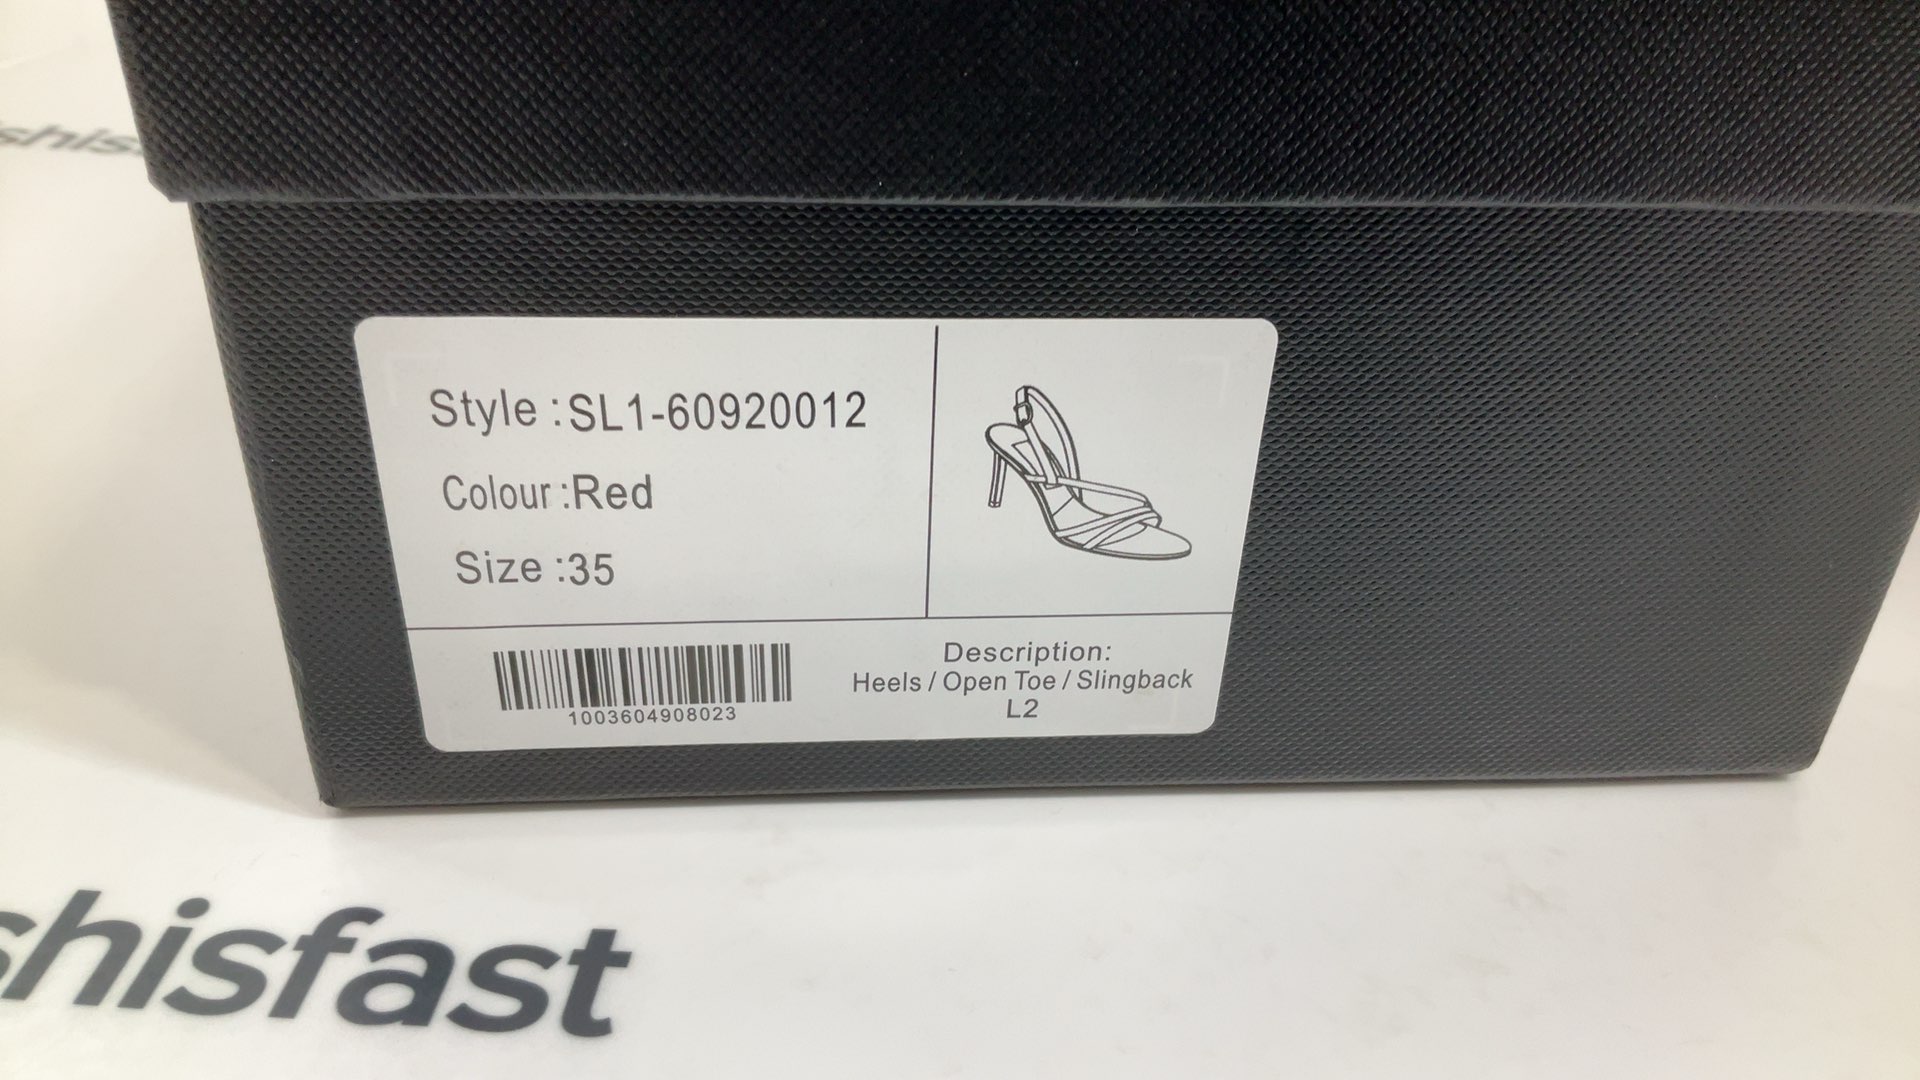 shis
Style :SL1-60920012
Colour :Red
Size :35
1003604908023
Description:
Heels / Open Toe / Slingback
L2
shisfast